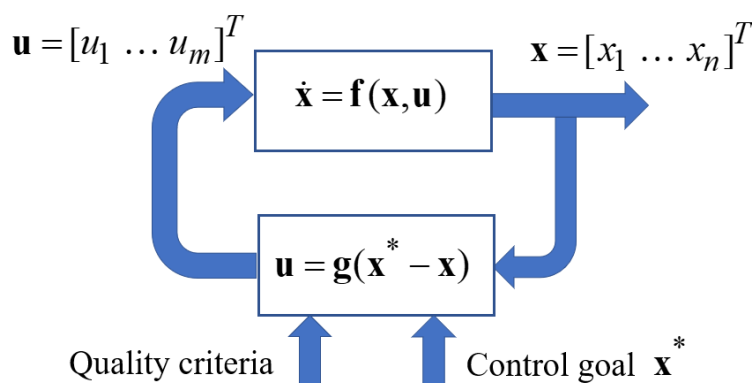 u = [u₁ … uₘ]ᵀ
x = [x₁ … xₙ]ᵀ
ẋ = f(x,u)
u = g(x* − x)
Quality criteria
Control goal x*